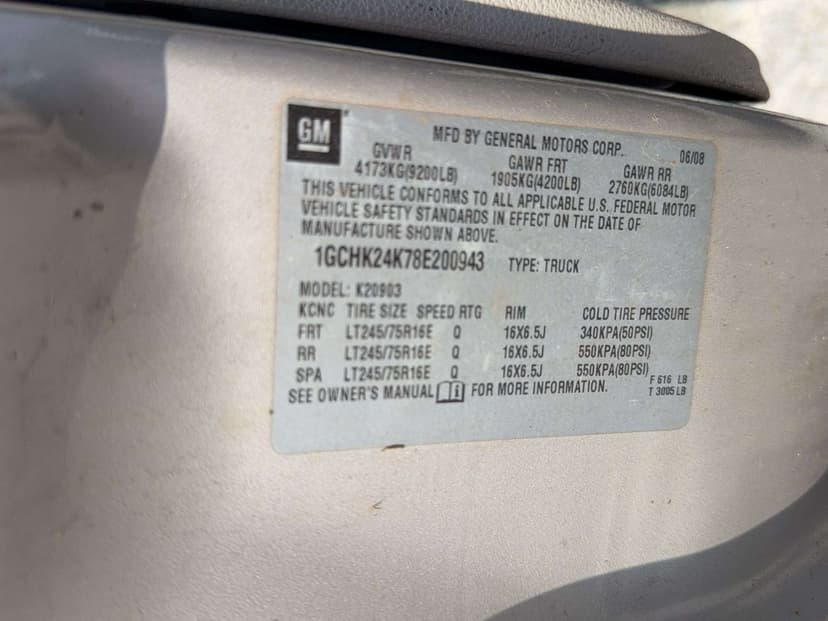 GM MFD BY GENERAL MOTORS CORP. 06/08
GVWR GAWR FRT GAWR RR
4173KG(9200LB) 1905KG(4200LB) 2760KG(6084LB)
THIS VEHICLE CONFORMS TO ALL APPLICABLE U.S. FEDERAL MOTOR
VEHICLE SAFETY STANDARDS IN EFFECT ON THE DATE OF
MANUFACTURE SHOWN ABOVE.
1GCHK24K78E200943 TYPE: TRUCK
MODEL: K20903
KCNC TIRE SIZE SPEED RTG RIM COLD TIRE PRESSURE
FRT LT245/75R16E Q 16X6.5J 340KPA(50PSI)
RR LT245/75R16E Q 16X6.5J 550KPA(80PSI)
SPA LT245/75R16E Q 16X6.5J 550KPA(80PSI)
F 616 LB
SEE OWNER'S MANUAL i FOR MORE INFORMATION. T 3005 LB